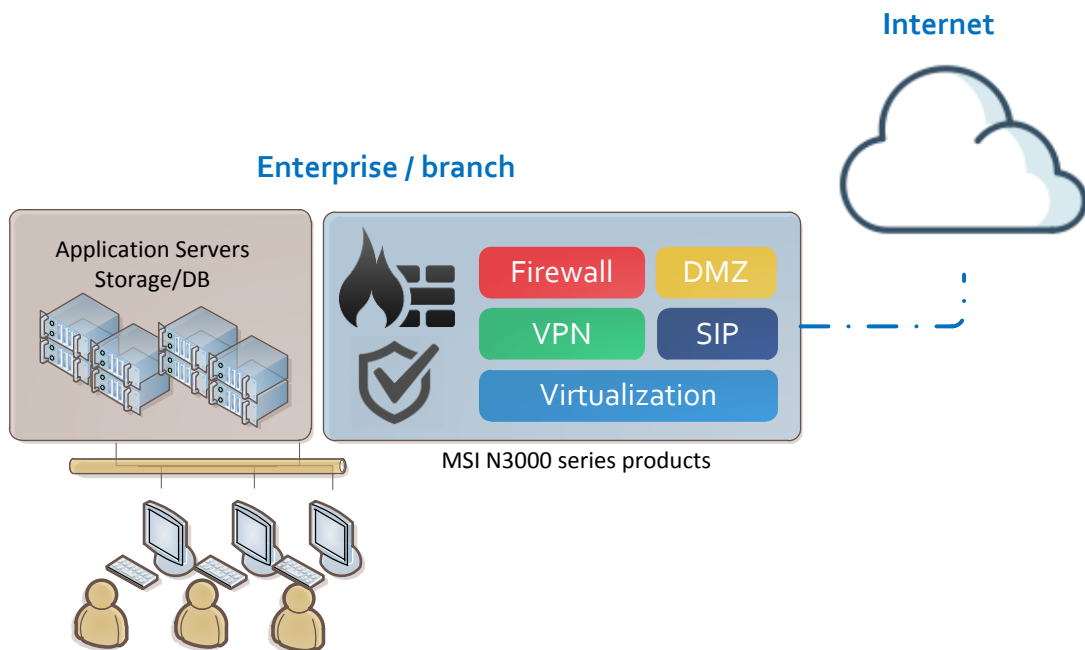 Internet
Enterprise / branch
Application Servers
Storage/DB
Firewall
DMZ
VPN
SIP
Virtualization
MSI N3000 series products